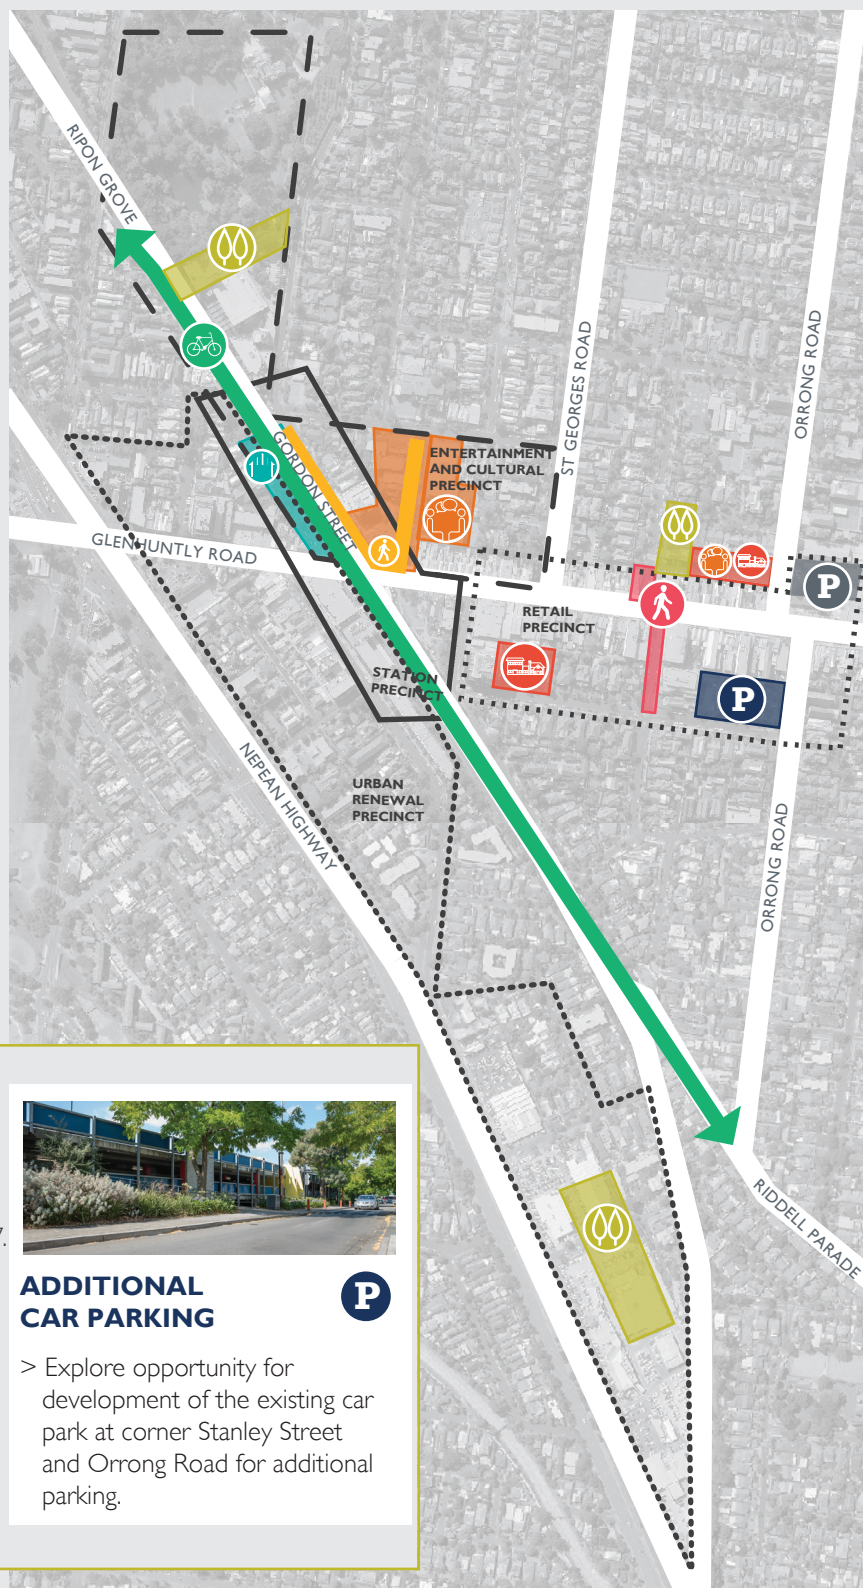 RIPON GROVE
ST GEORGES ROAD
ORRONG ROAD
GORDON STREET
ENTERTAINMENT
AND CULTURAL
PRECINCT
GLENHUNTLY ROAD
P
RETAIL
PRECINCT
STATION
PRECINCT
P
NEPEAN HIGHWAY
URBAN
RENEWAL
PRECINCT
ORRONG ROAD
RIDDELL PARADE
ADDITIONAL
CAR PARKING
P
> Explore opportunity for
development of the existing car
park at corner Stanley Street
and Orrong Road for additional
parking.